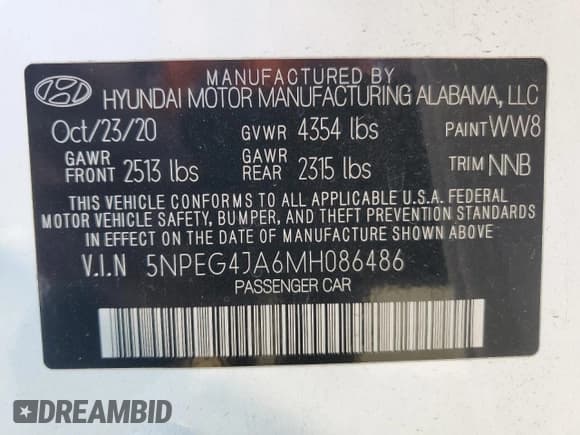 MANUFACTURED BY
HYUNDAI MOTOR MANUFACTURING ALABAMA, LLC
Oct/23/20 GVWR 4354 lbs PAINT WW8
GAWR FRONT 2513 lbs GAWR REAR 2315 lbs TRIM NNB
THIS VEHICLE CONFORMS TO ALL APPLICABLE U.S.A. FEDERAL
MOTOR VEHICLE SAFETY, BUMPER, AND THEFT PREVENTION STANDARDS
IN EFFECT ON THE DATE OF MANUFACTURE SHOWN ABOVE.
V.I.N 5NPEG4JA6MH086486
PASSENGER CAR
DREAMBID